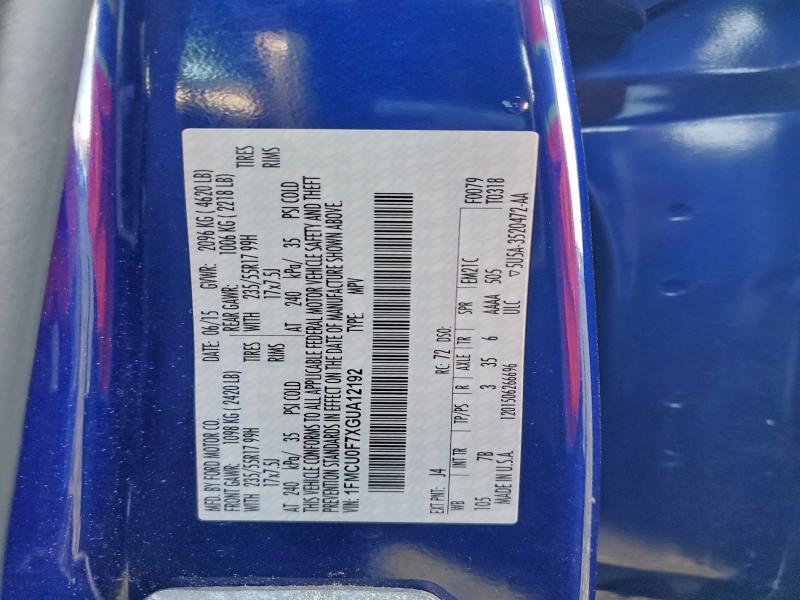 MFD. BY FORD MOTOR CO. DATE: 06/15 GVWR: 2096 KG ( 4620 LB)
FRONT GAWR: 1098 KG ( 2420 LB) REAR GAWR: 1006 KG ( 2218 LB)
WITH 235/55R17 99H TIRES WITH 235/55R17 99H TIRES
17x7.5J RIMS 17x7.5J RIMS
AT 240 kPa/ 35 PSI COLD AT 240 kPa/ 35 PSI COLD
THIS VEHICLE CONFORMS TO ALL APPLICABLE FEDERAL MOTOR VEHICLE SAFETY AND THEFT
PREVENTION STANDARDS IN EFFECT ON THE DATE OF MANUFACTURE SHOWN ABOVE.
VIN: 1FMCU0F7XGUA12192 TYPE: MPV
EXT PNT: J4 RC: 72 DSO: F0079
WB INT TR TP/PS R AXLE TR SPR EM21C T0318
105 7B 3 35 6 AAAA 505
MADE IN U.S.A. 1201506266696 ULC ▽5U5A-3520472-AA